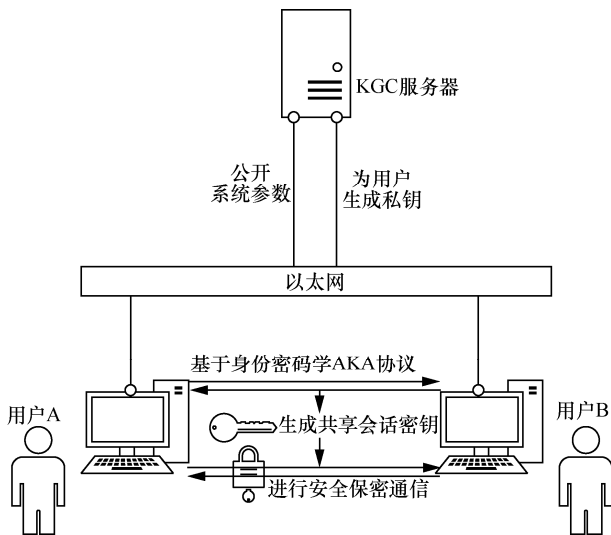 KGC服务器
公开
系统参数
为用户
生成私钥
以太网
基于身份密码学AKA协议
用户A
用户B
生成共享会话密钥
进行安全保密通信